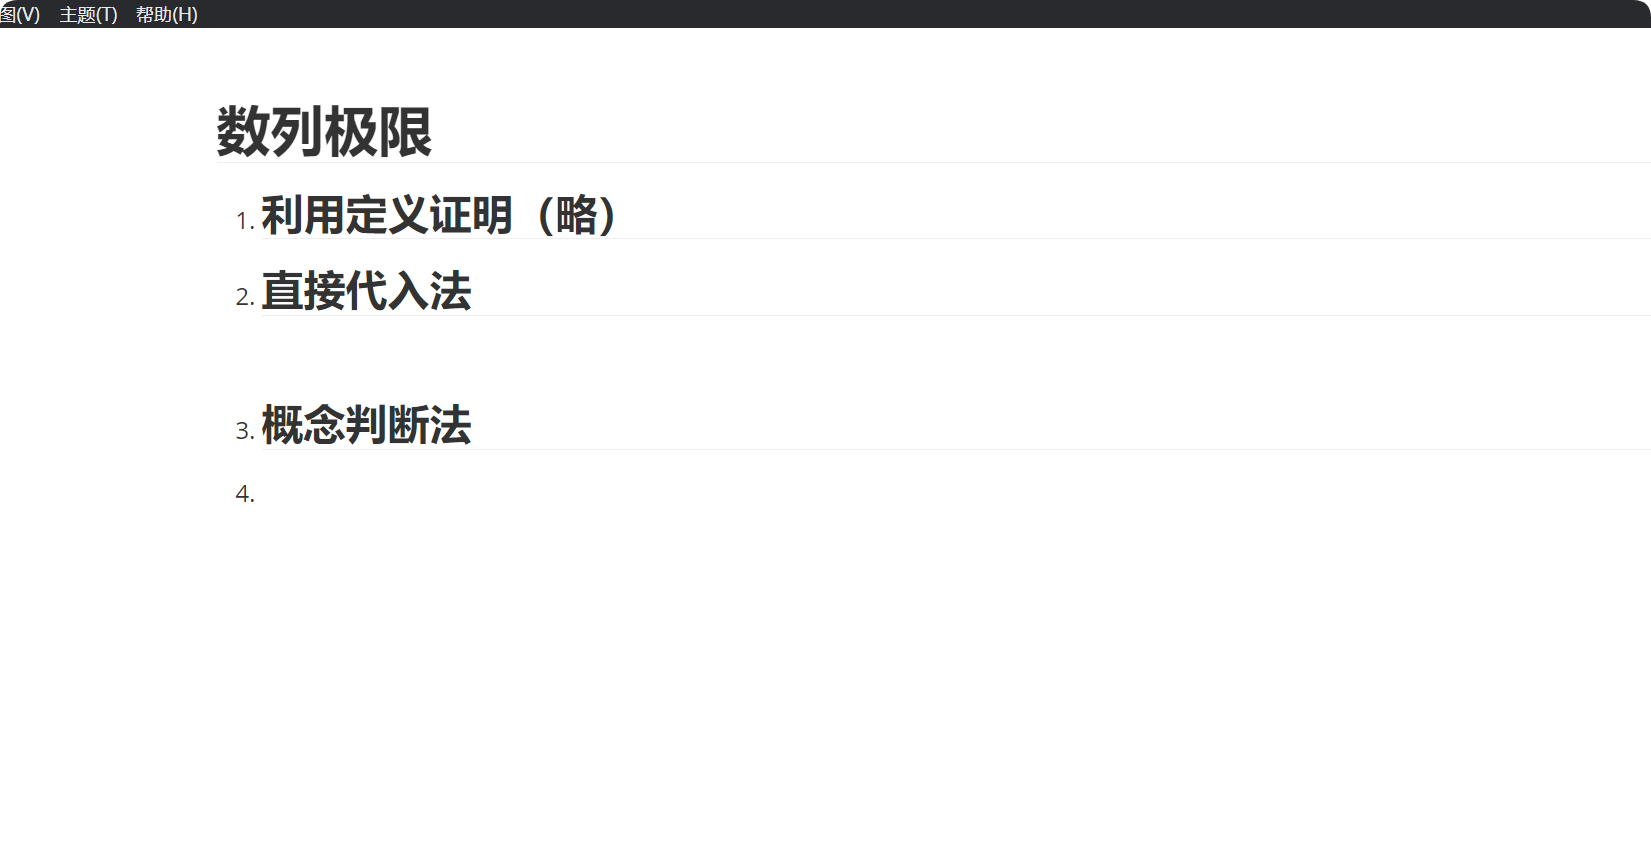 图(V) 主题(T) 帮助(H)
数列极限
1. 利用定义证明（略）
2. 直接代入法
3. 概念判断法
4.